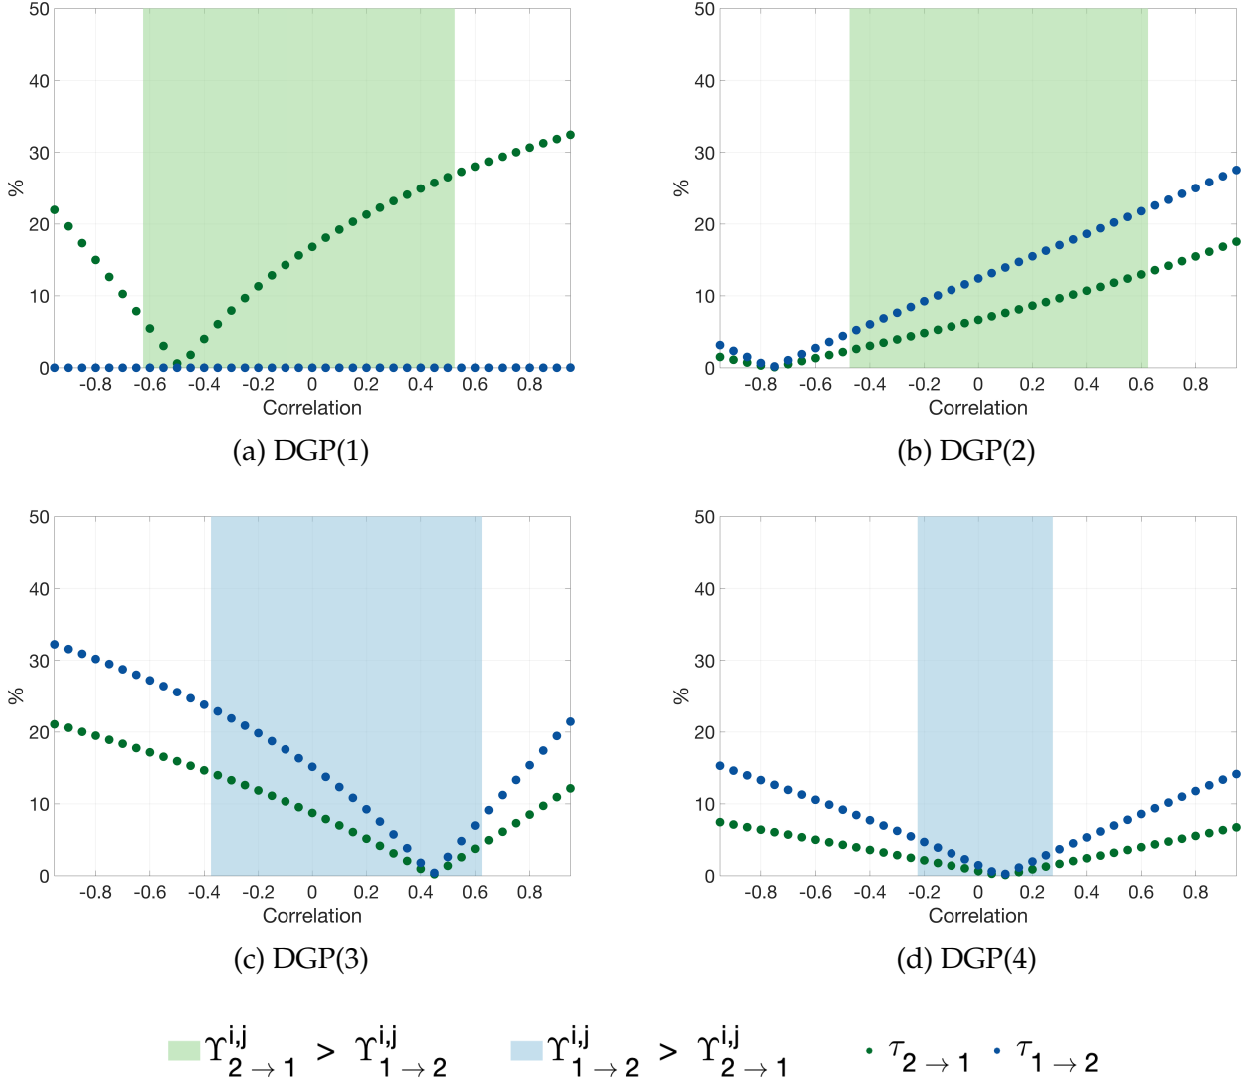 50
40
30
20
10
0
%
-0.8 -0.6 -0.4 -0.2 0 0.2 0.4 0.6 0.8
Correlation
(a) DGP(1)
50
40
30
20
10
0
%
-0.8 -0.6 -0.4 -0.2 0 0.2 0.4 0.6 0.8
Correlation
(b) DGP(2)
50
40
30
20
10
0
%
-0.8 -0.6 -0.4 -0.2 0 0.2 0.4 0.6 0.8
Correlation
(c) DGP(3)
50
40
30
20
10
0
%
-0.8 -0.6 -0.4 -0.2 0 0.2 0.4 0.6 0.8
Correlation
(d) DGP(4)
ϒ^{i,j}_{2→1} > ϒ^{i,j}_{1→2} ϒ^{i,j}_{1→2} > ϒ^{i,j}_{2→1} τ_{2→1} τ_{1→2}